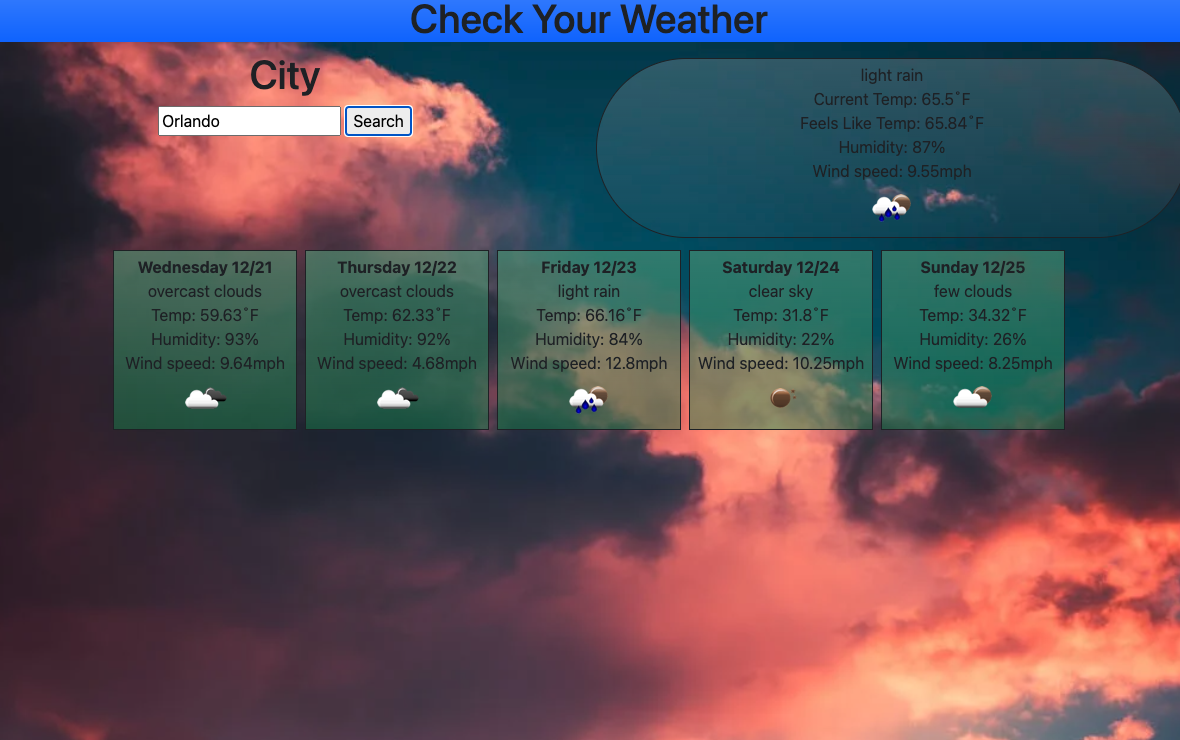 Check Your Weather
City
Orlando Search
light rain
Current Temp: 65.5˚F
Feels Like Temp: 65.84˚F
Humidity: 87%
Wind speed: 9.55mph
Wednesday 12/21
overcast clouds
Temp: 59.63˚F
Humidity: 93%
Wind speed: 9.64mph
Thursday 12/22
overcast clouds
Temp: 62.33˚F
Humidity: 92%
Wind speed: 4.68mph
Friday 12/23
light rain
Temp: 66.16˚F
Humidity: 84%
Wind speed: 12.8mph
Saturday 12/24
clear sky
Temp: 31.8˚F
Humidity: 22%
Wind speed: 10.25mph
Sunday 12/25
few clouds
Temp: 34.32˚F
Humidity: 26%
Wind speed: 8.25mph